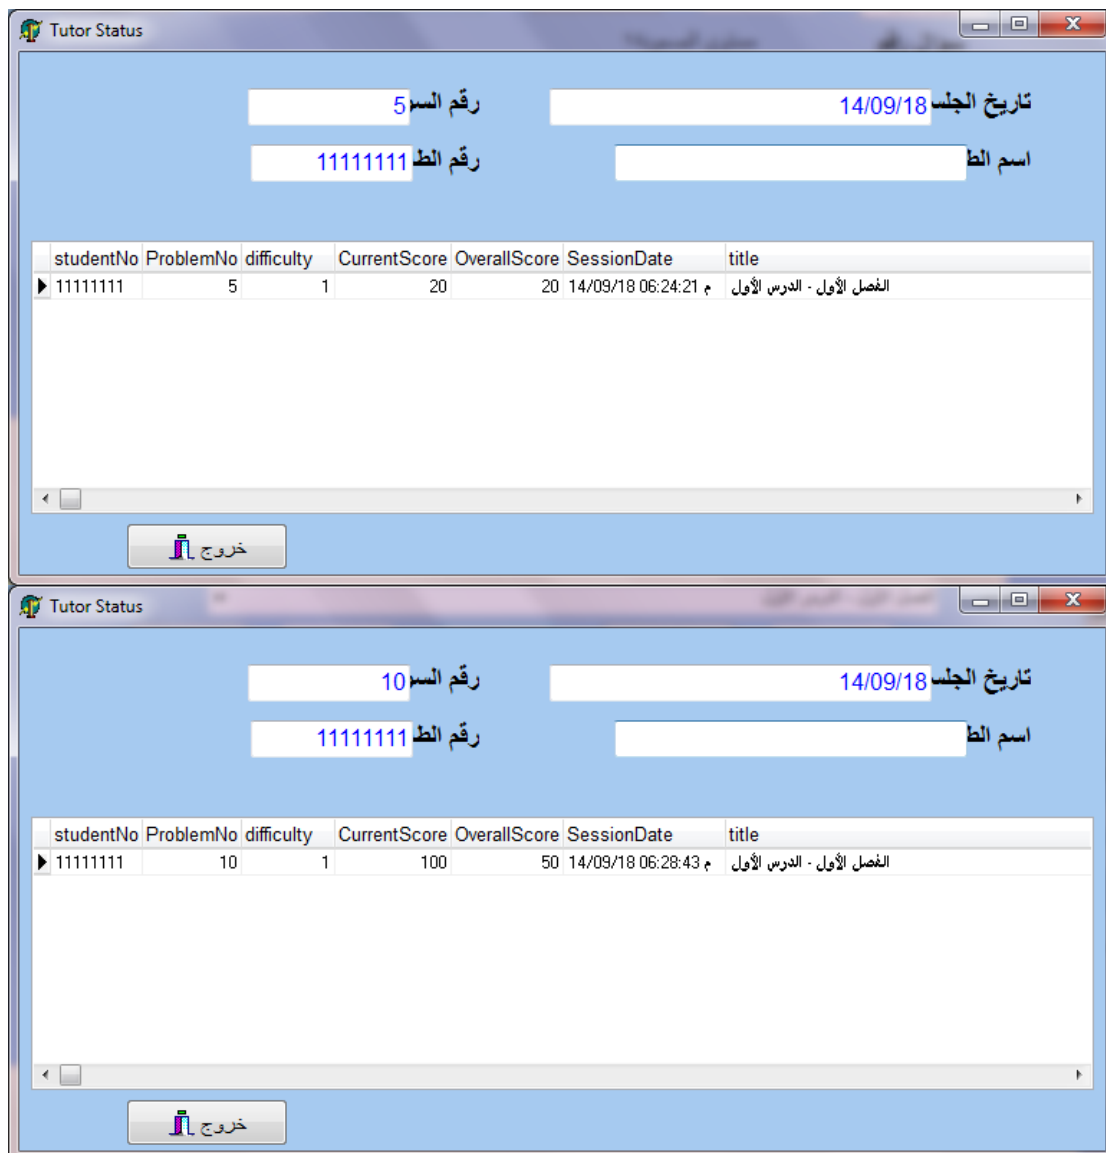 Tutor Status
تاريخ الجلس 14/09/18 رقم السو 5
اسم الط رقم الط 11111111
studentNo ProblemNo difficulty CurrentScore OverallScore SessionDate title
11111111 5 1 20 20 14/09/18 06:24:21 م الفصل الأول - الدرس الأول
خروج
Tutor Status
تاريخ الجلس 14/09/18 رقم السو 10
اسم الط رقم الط 11111111
studentNo ProblemNo difficulty CurrentScore OverallScore SessionDate title
11111111 10 1 100 50 14/09/18 06:28:43 م الفصل الأول - الدرس الأول
خروج